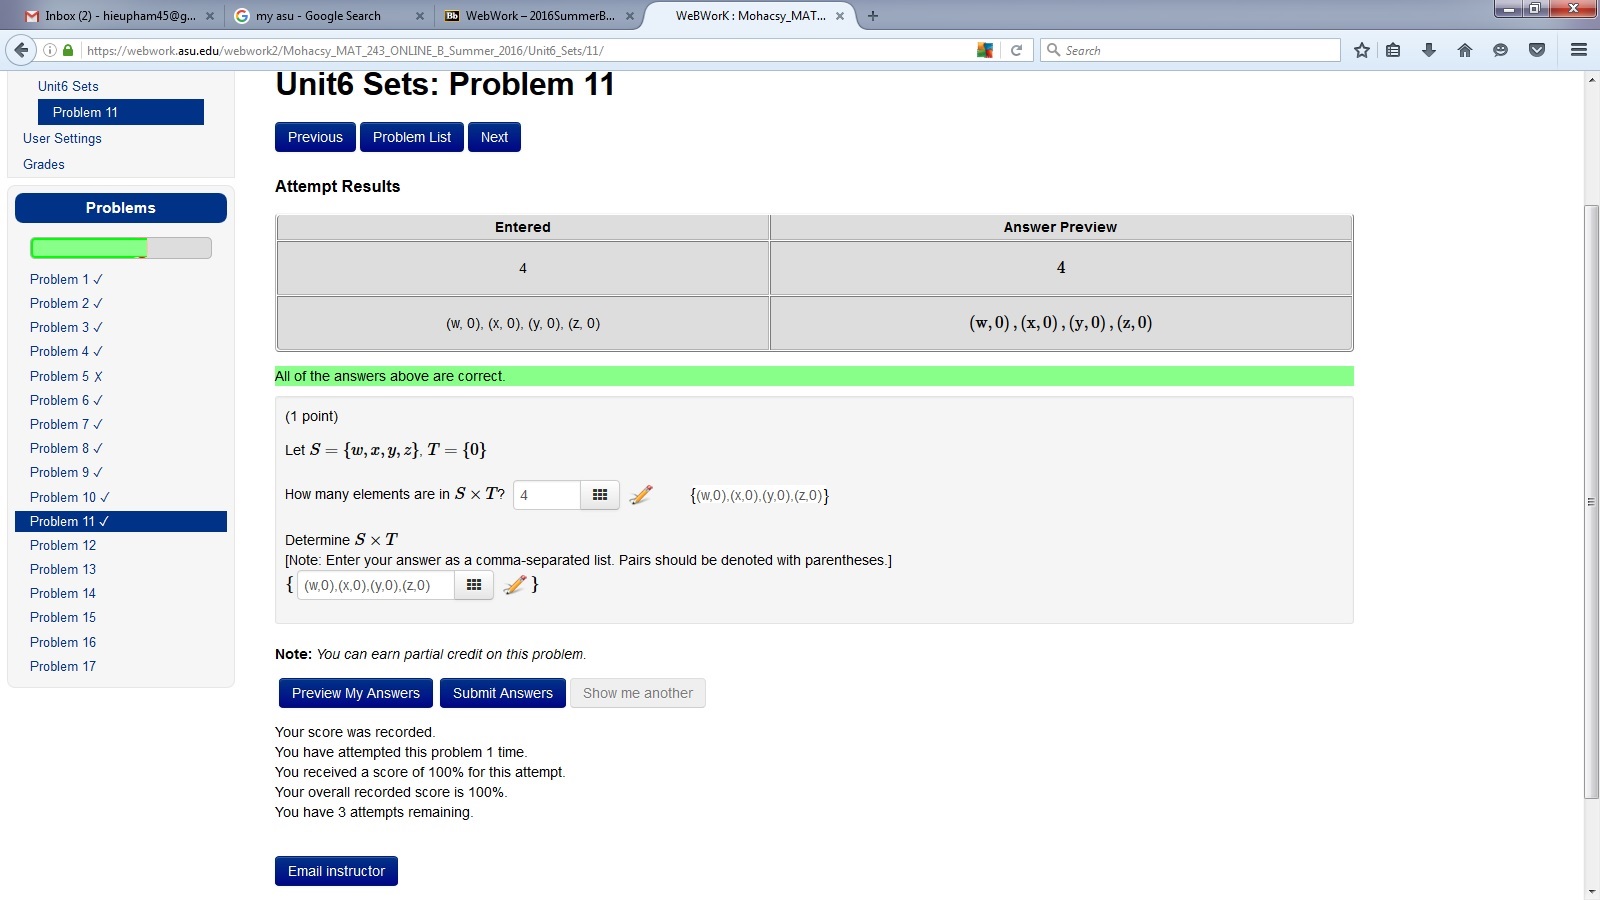 Inbox (2) - hieupham45@g...
my asu - Google Search
Bb WebWork – 2016SummerB...
WeBWorK : Mohacsy_MAT...
https://webwork.asu.edu/webwork2/Mohacsy_MAT_243_ONLINE_B_Summer_2016/Unit6_Sets/11/
Search
Unit6 Sets
Problem 11
User Settings
Grades
Problems
Problem 1 ✓
Problem 2 ✓
Problem 3 ✓
Problem 4 ✓
Problem 5 X
Problem 6 ✓
Problem 7 ✓
Problem 8 ✓
Problem 9 ✓
Problem 10 ✓
Problem 11 ✓
Problem 12
Problem 13
Problem 14
Problem 15
Problem 16
Problem 17
Unit6 Sets: Problem 11
Previous Problem List Next
Attempt Results
Entered Answer Preview
4 4
(w, 0), (x, 0), (y, 0), (z, 0) (w,0) , (x,0) , (y,0) , (z,0)
All of the answers above are correct.
(1 point)
Let S = {w, x, y, z}, T = {0}
How many elements are in S × T? 4 {(w,0),(x,0),(y,0),(z,0)}
Determine S × T
[Note: Enter your answer as a comma-separated list. Pairs should be denoted with parentheses.]
{ (w,0),(x,0),(y,0),(z,0) }
Note: You can earn partial credit on this problem.
Preview My Answers Submit Answers Show me another
Your score was recorded.
You have attempted this problem 1 time.
You received a score of 100% for this attempt.
Your overall recorded score is 100%.
You have 3 attempts remaining.
Email instructor